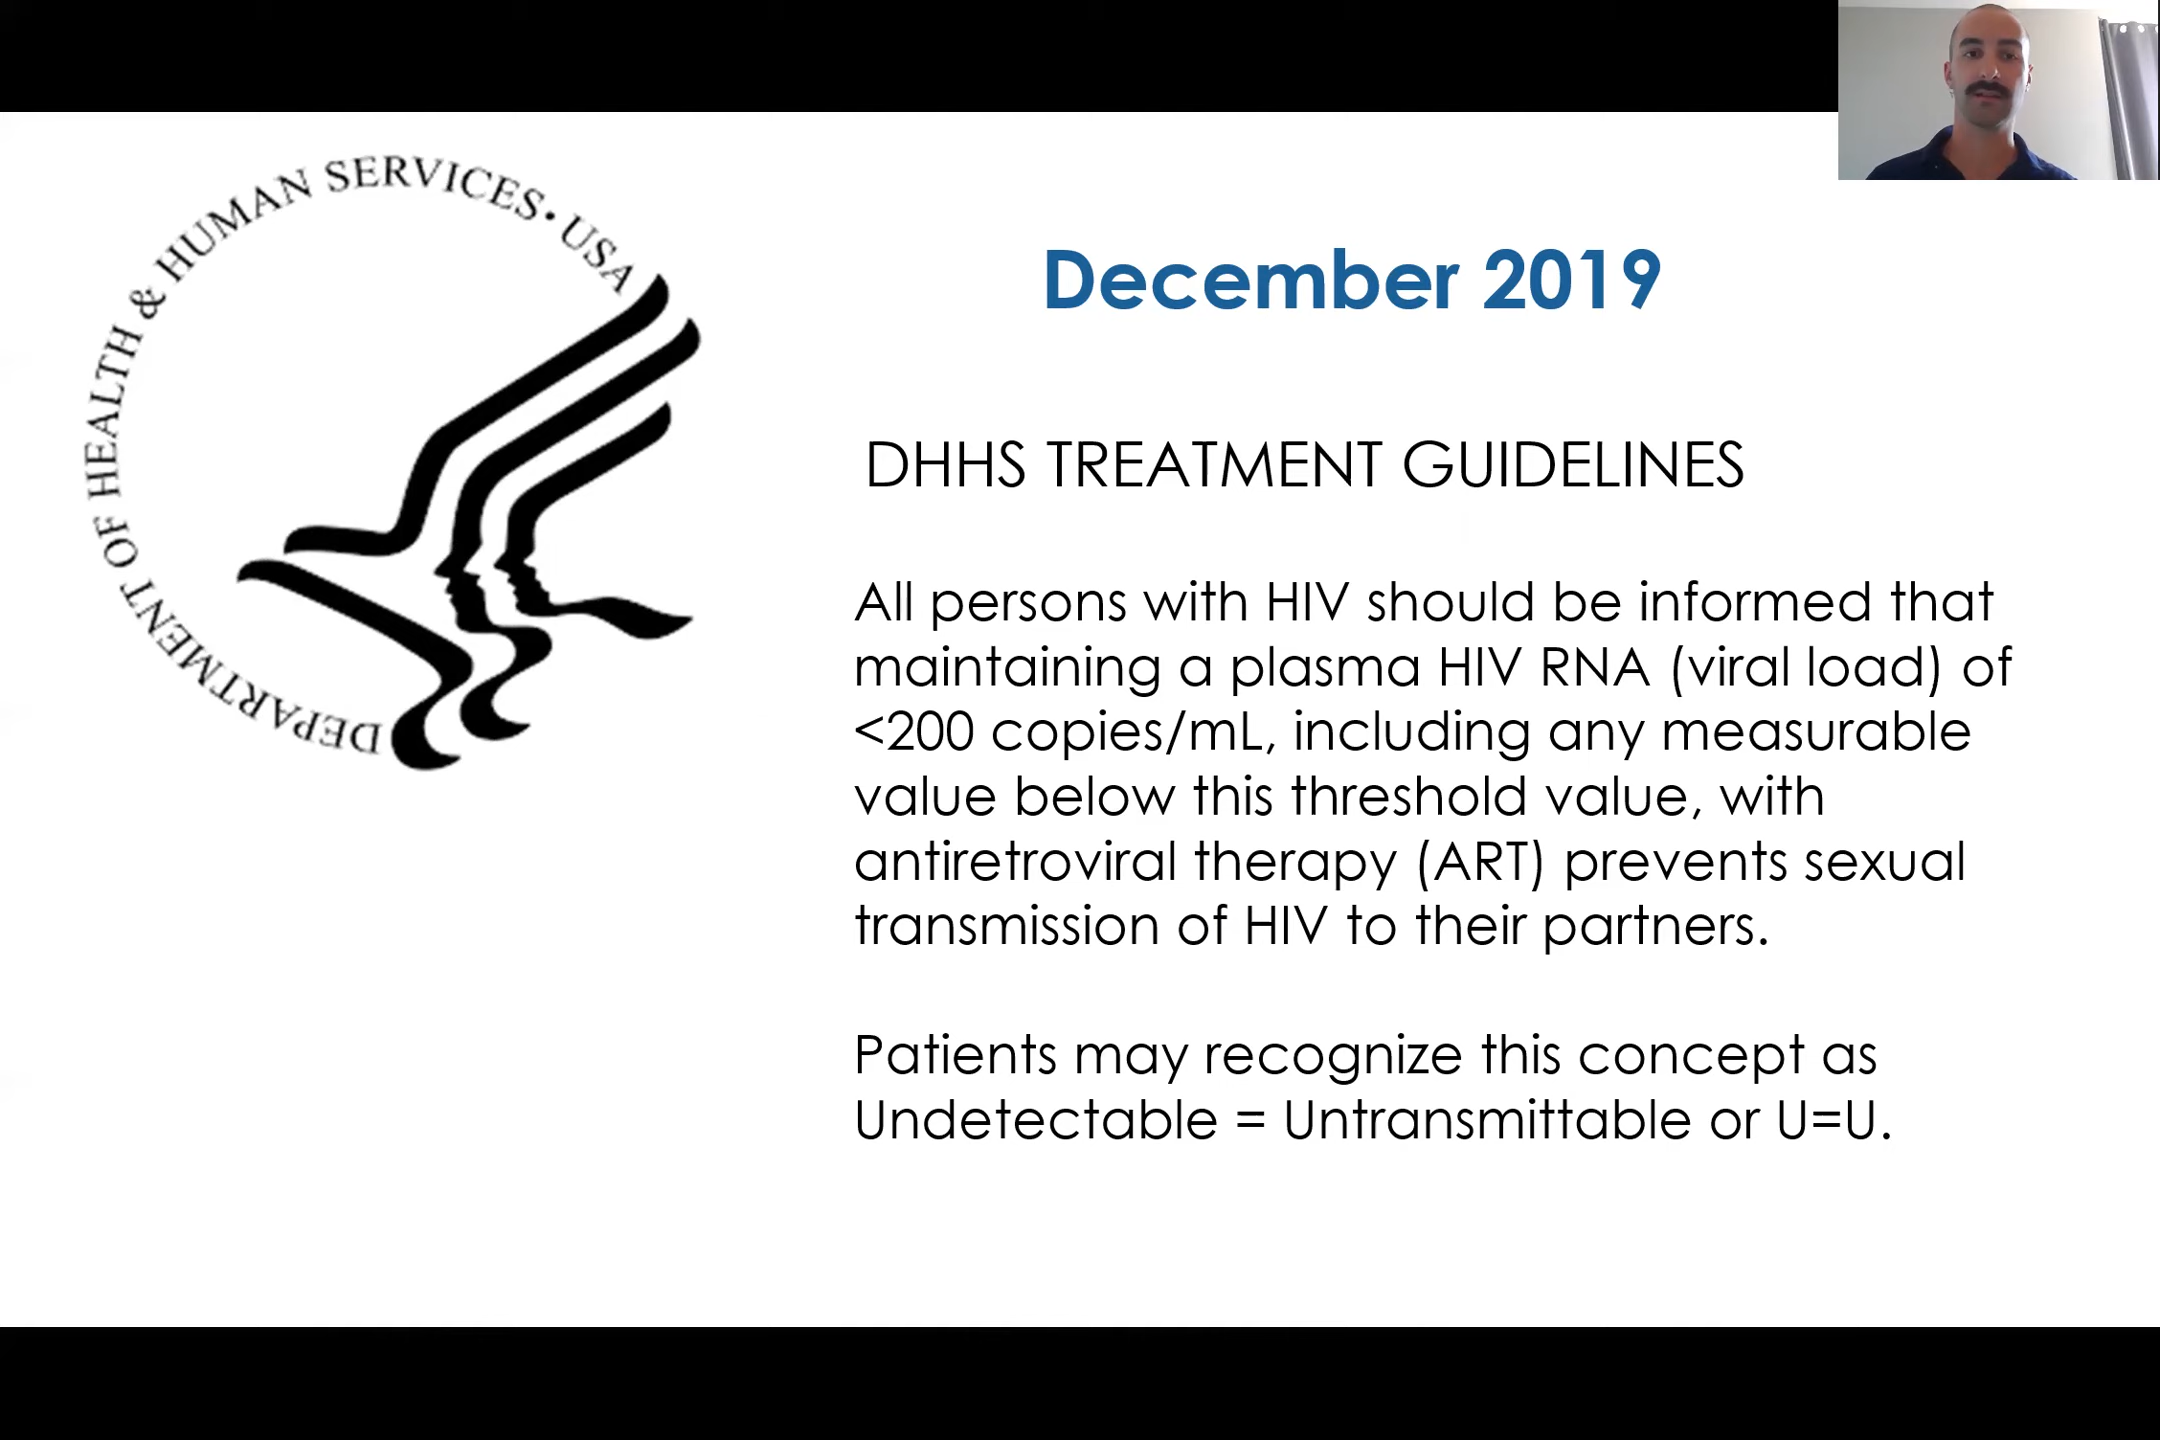 DEPARTMENT OF HEALTH & HUMAN SERVICES • USA
December 2019
DHHS TREATMENT GUIDELINES
All persons with HIV should be informed that
maintaining a plasma HIV RNA (viral load) of
<200 copies/mL, including any measurable
value below this threshold value, with
antiretroviral therapy (ART) prevents sexual
transmission of HIV to their partners.
Patients may recognize this concept as
Undetectable = Untransmittable or U=U.